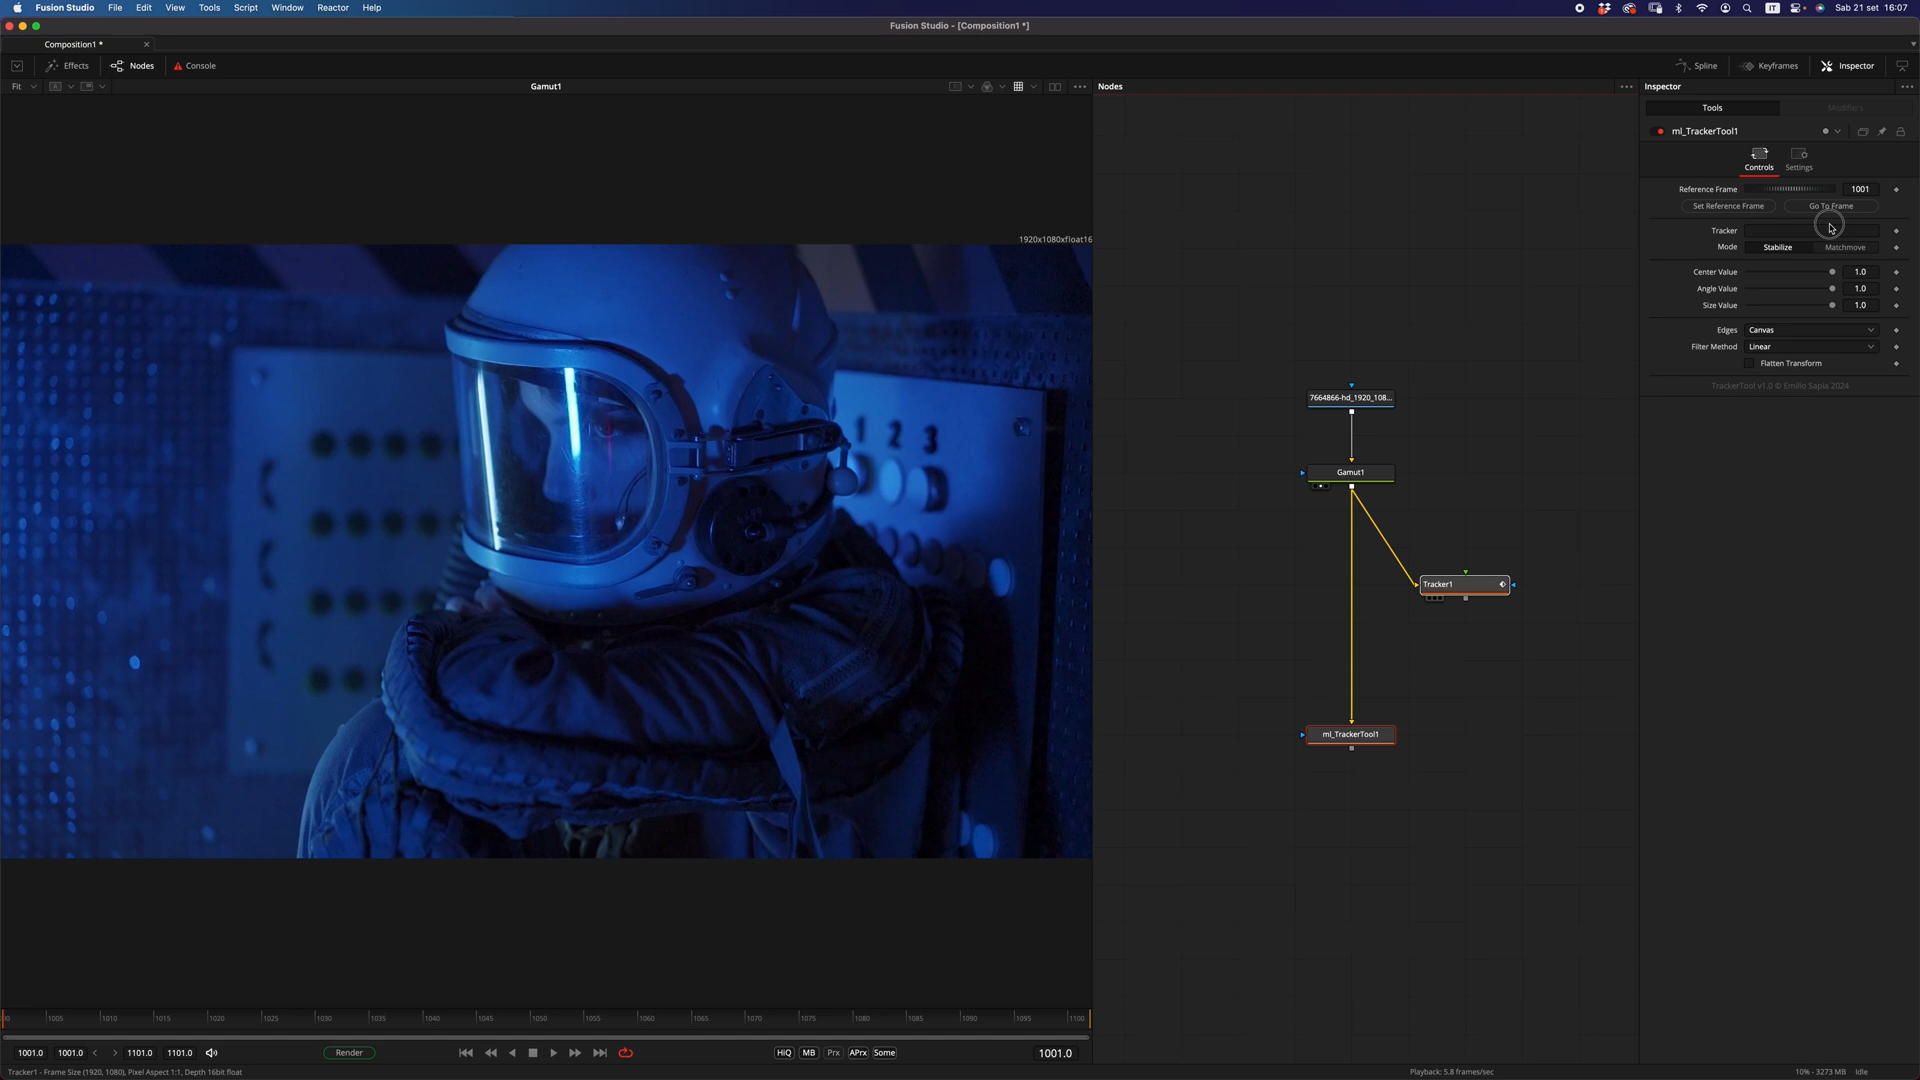 Fusion Studio File Edit View Tools Script Window Reactor Help IT Sab 21 set 16:07
Fusion Studio - [Composition1 *]
Composition1 *
Effects Nodes Console Spline Keyframes Inspector
Fit A Gamut1 Nodes Inspector
Tools Modifiers
ml_TrackerTool1
Controls Settings
Reference Frame 1001
Set Reference Frame Go To Frame
Tracker
Mode Stabilize Matchmove
1920x1080xfloat16
Center Value 1.0
Angle Value 1.0
Size Value 1.0
Edges Canvas
Filter Method Linear
Flatten Transform
TrackerTool v1.0 © Emilio Sapia 2024
7664866-hd_1920_108...
1 2 3
Gamut1
Tracker1
ml_TrackerTool1
1005 1010 1015 1020 1025 1030 1035 1040 1045 1050 1055 1060 1065 1070 1075 1080 1085 1090 1095 1100
1001.0 1001.0 1101.0 1101.0 Render HiQ MB Prx APrx Some 1001.0
Tracker1 - Frame Size (1920, 1080), Pixel Aspect 1:1, Depth 16bit float Playback: 5.8 frames/sec 10% - 3273 MB Idle